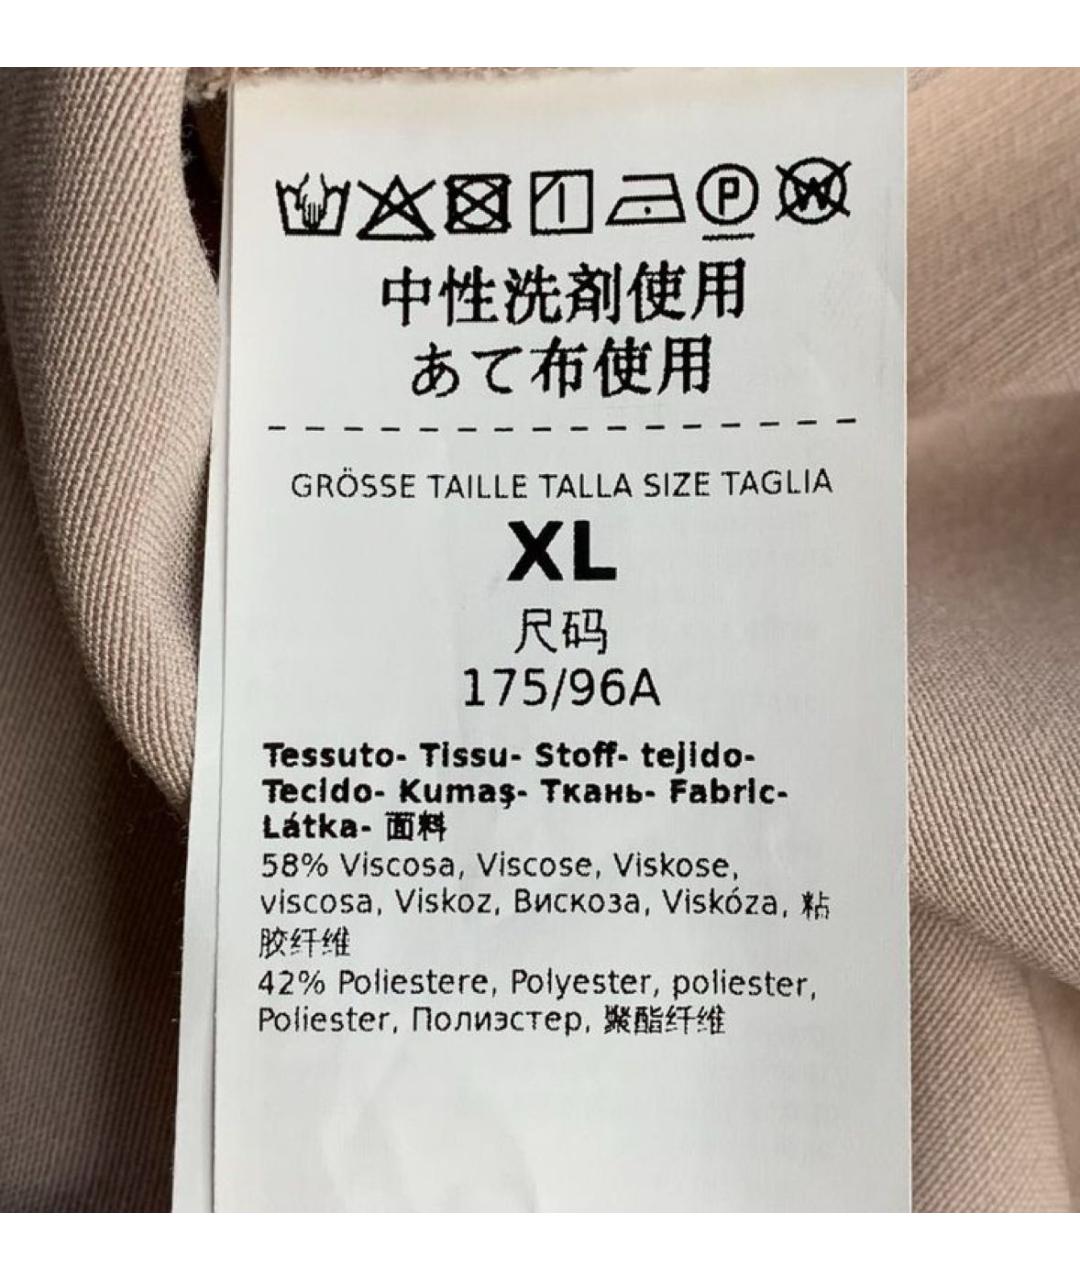 P W
中性洗剤使用
あて布使用
GRÖSSE TAILLE TALLA SIZE TAGLIA
XL
尺码
175/96A
Tessuto- Tissu- Stoff- tejido-
Tecido- Kumaş- Ткань- Fabric-
Látka- 面料
58% Viscosa, Viscose, Viskose,
viscosa, Viskoz, Вискоза, Viskóza, 粘
胶纤维
42% Poliestere, Polyester, poliester,
Poliester, Полиэстер, 聚酯纤维